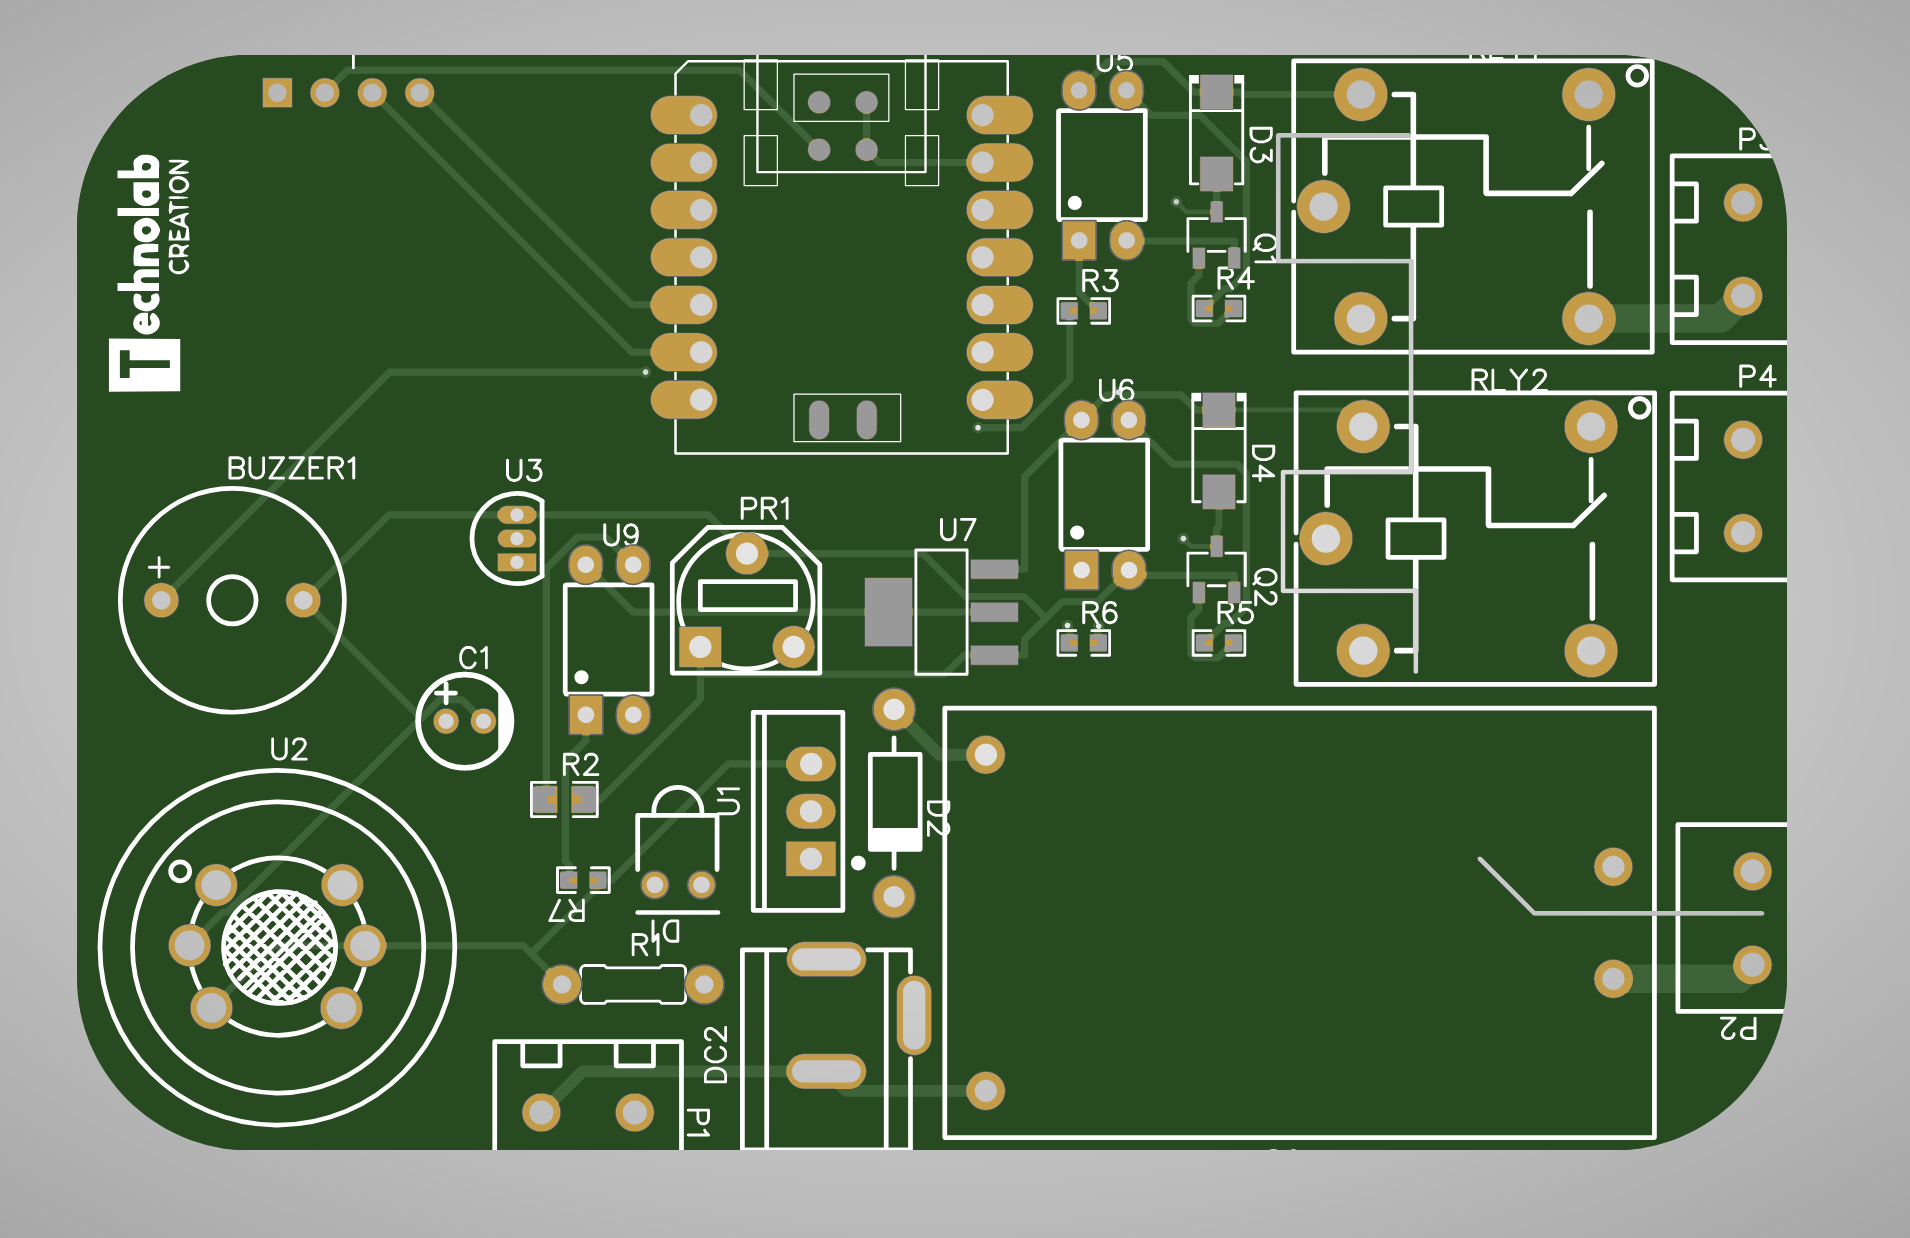 U5
RLY1
D3
P3
Technolab
CREATION
Q1
R3
R4
RLY2
P4
U6
D4
BUZZER1
U3
PR1
U9
U7
Q2
R6
R5
+
C1
+
U2
R2
U1
D2
R7
D1
R1
DC2
P2
P1